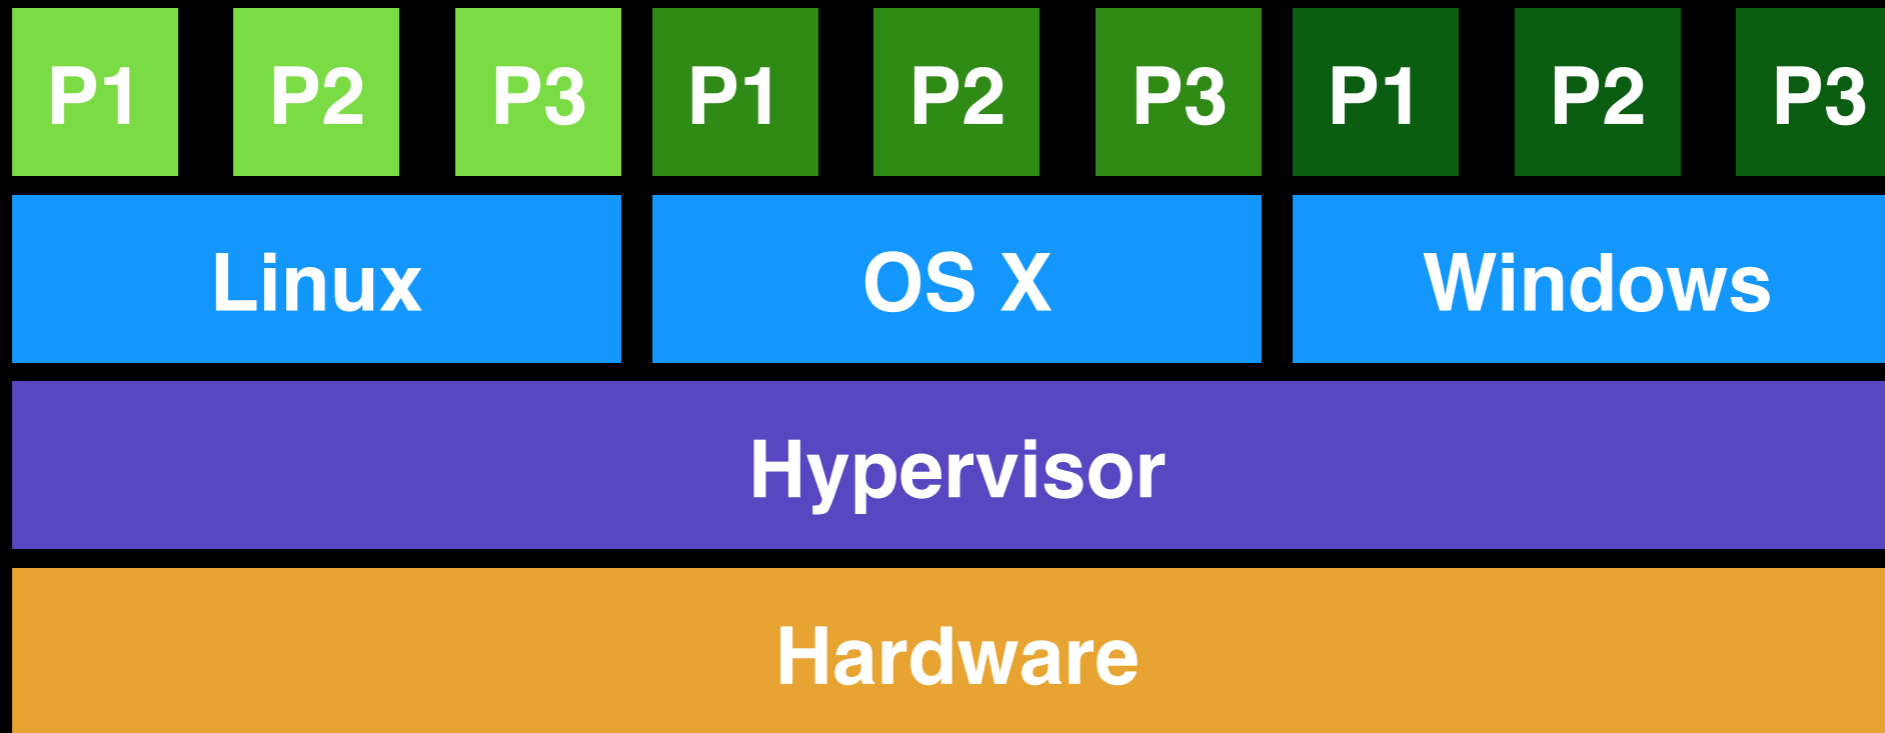 P1 P2 P3 P1 P2 P3 P1 P2 P3
Linux OS X Windows
Hypervisor
Hardware